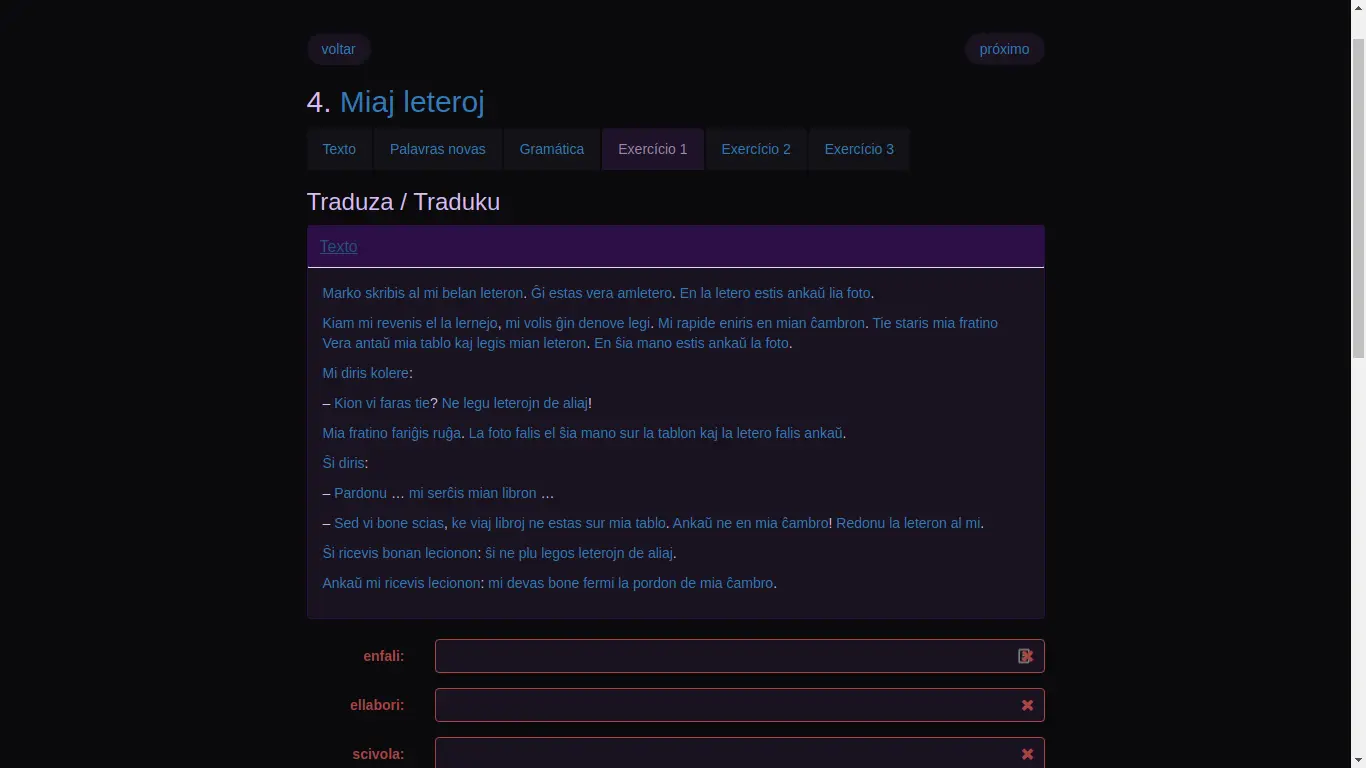 voltar
próximo
4. Miaj leteroj
Texto
Palavras novas
Gramática
Exercício 1
Exercício 2
Exercício 3
Traduza / Traduku
Texto
Marko skribis al mi belan leteron. Ĝi estas vera amletero. En la letero estis ankaŭ lia foto.
Kiam mi revenis el la lernejo, mi volis ĝin denove legi. Mi rapide eniris en mian ĉambron. Tie staris mia fratino
Vera antaŭ mia tablo kaj legis mian leteron. En ŝia mano estis ankaŭ la foto.
Mi diris kolere:
– Kion vi faras tie? Ne legu leterojn de aliaj!
Mia fratino fariĝis ruĝa. La foto falis el ŝia mano sur la tablon kaj la letero falis ankaŭ.
Ŝi diris:
– Pardonu … mi serĉis mian libron …
– Sed vi bone scias, ke viaj libroj ne estas sur mia tablo. Ankaŭ ne en mia ĉambro! Redonu la leteron al mi.
Ŝi ricevis bonan lecionon: ŝi ne plu legos leterojn de aliaj.
Ankaŭ mi ricevis lecionon: mi devas bone fermi la pordon de mia ĉambro.
enfali:
ellabori:
scivola: